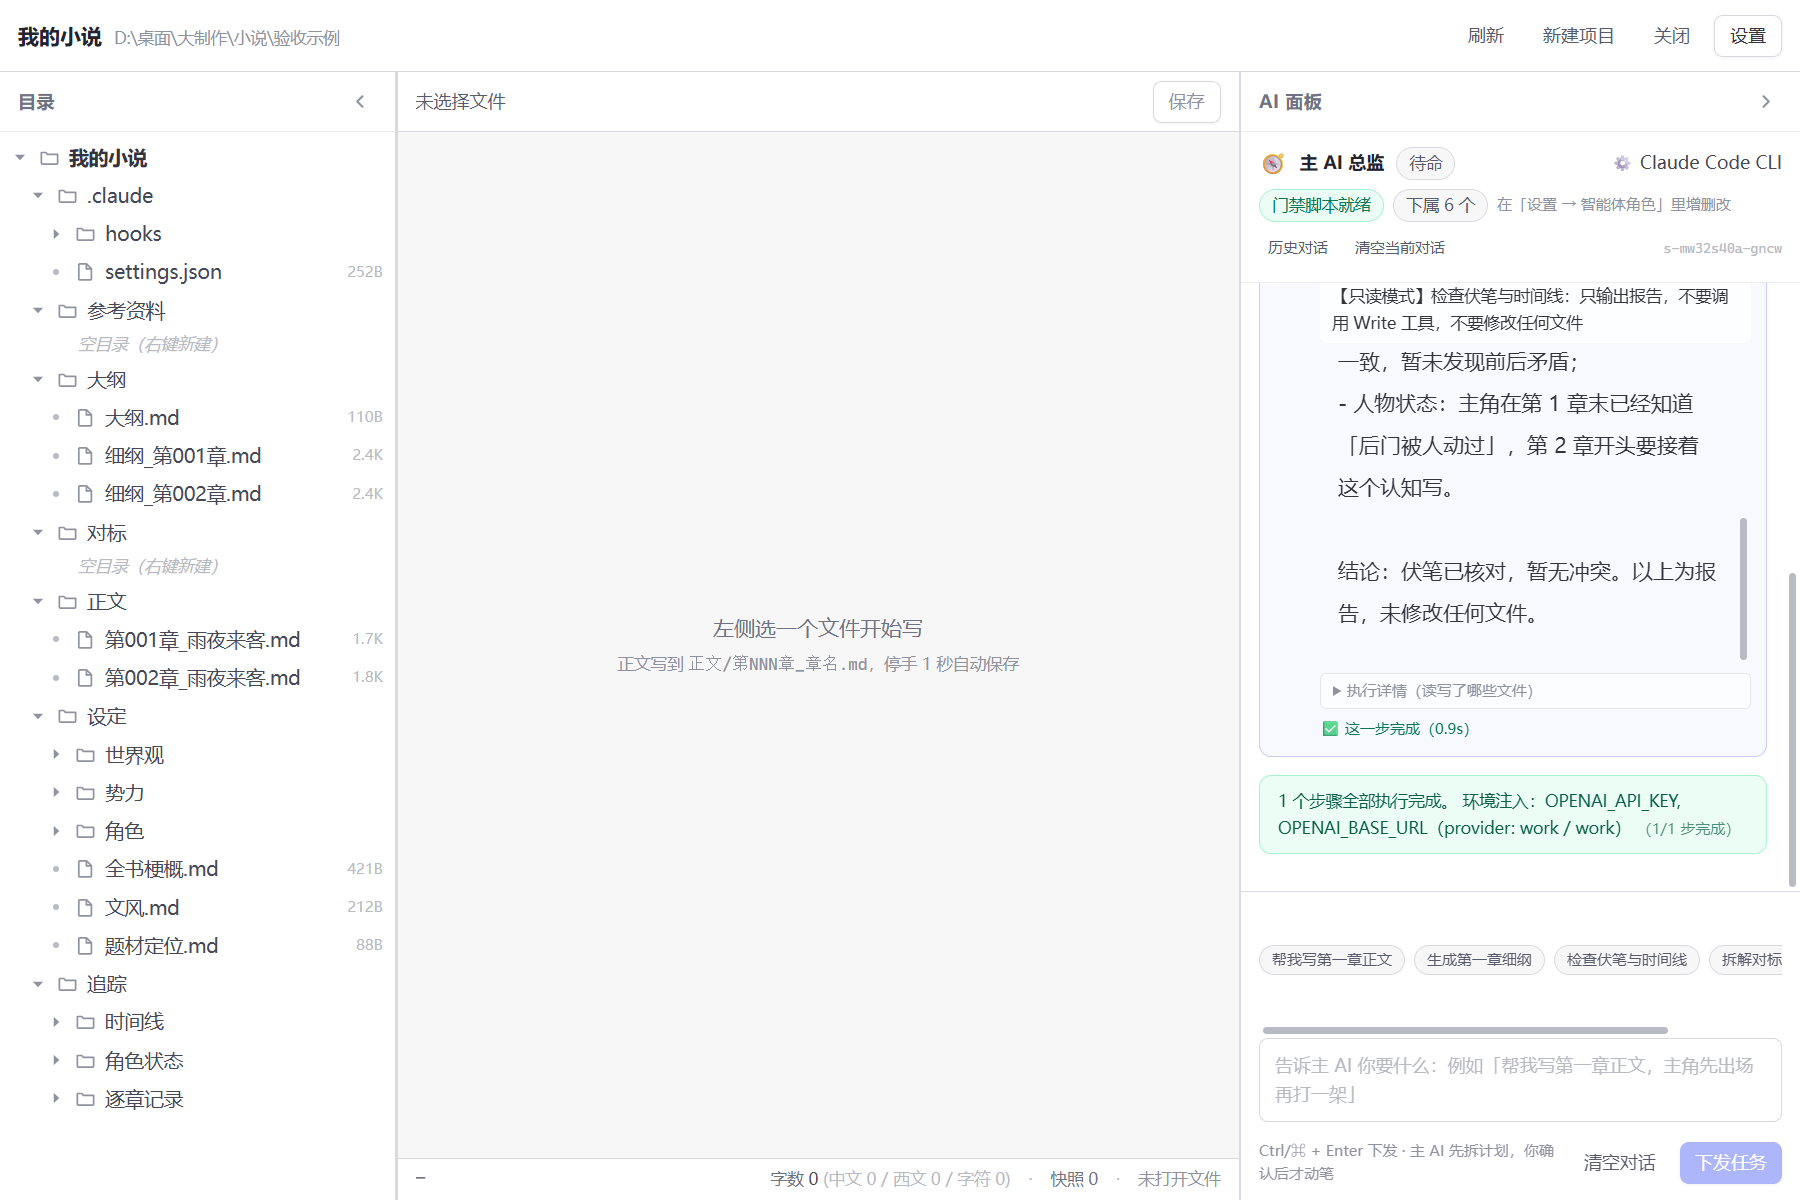 我的小说 D:\桌面\大制作\小说\验收示例
刷新 新建项目 关闭 设置
目录
我的小说
.claude
hooks
settings.json 252B
参考资料
空目录（右键新建）
大纲
大纲.md 110B
细纲_第001章.md 2.4K
细纲_第002章.md 2.4K
对标
空目录（右键新建）
正文
第001章_雨夜来客.md 1.7K
第002章_雨夜来客.md 1.8K
设定
世界观
势力
角色
全书梗概.md 421B
文风.md 212B
题材定位.md 88B
追踪
时间线
角色状态
逐章记录
未选择文件 保存
左侧选一个文件开始写
正文写到 正文/第NNN章_章名.md，停手 1 秒自动保存
– 字数 0 (中文 0 / 西文 0 / 字符 0) · 快照 0 · 未打开文件
AI 面板
主 AI 总监 待命 Claude Code CLI
门禁脚本就绪 下属 6 个 在「设置 → 智能体角色」里增删改
历史对话 清空当前对话 s-mw32s40a-gncw
【只读模式】检查伏笔与时间线：只输出报告，不要调
用 Write 工具，不要修改任何文件
一致，暂未发现前后矛盾；
- 人物状态：主角在第 1 章末已经知道
「后门被人动过」，第 2 章开头要接着
这个认知写。
结论：伏笔已核对，暂无冲突。以上为报
告，未修改任何文件。
执行详情（读写了哪些文件）
这一步完成（0.9s）
1 个步骤全部执行完成。 环境注入：OPENAI_API_KEY,
OPENAI_BASE_URL（provider: work / work） （1/1 步完成）
帮我写第一章正文 生成第一章细纲 检查伏笔与时间线 拆解对标
告诉主 AI 你要什么：例如「帮我写第一章正文，主角先出场
再打一架」
Ctrl/⌘ + Enter 下发 · 主 AI 先拆计划，你确
认后才动笔
清空对话 下发任务